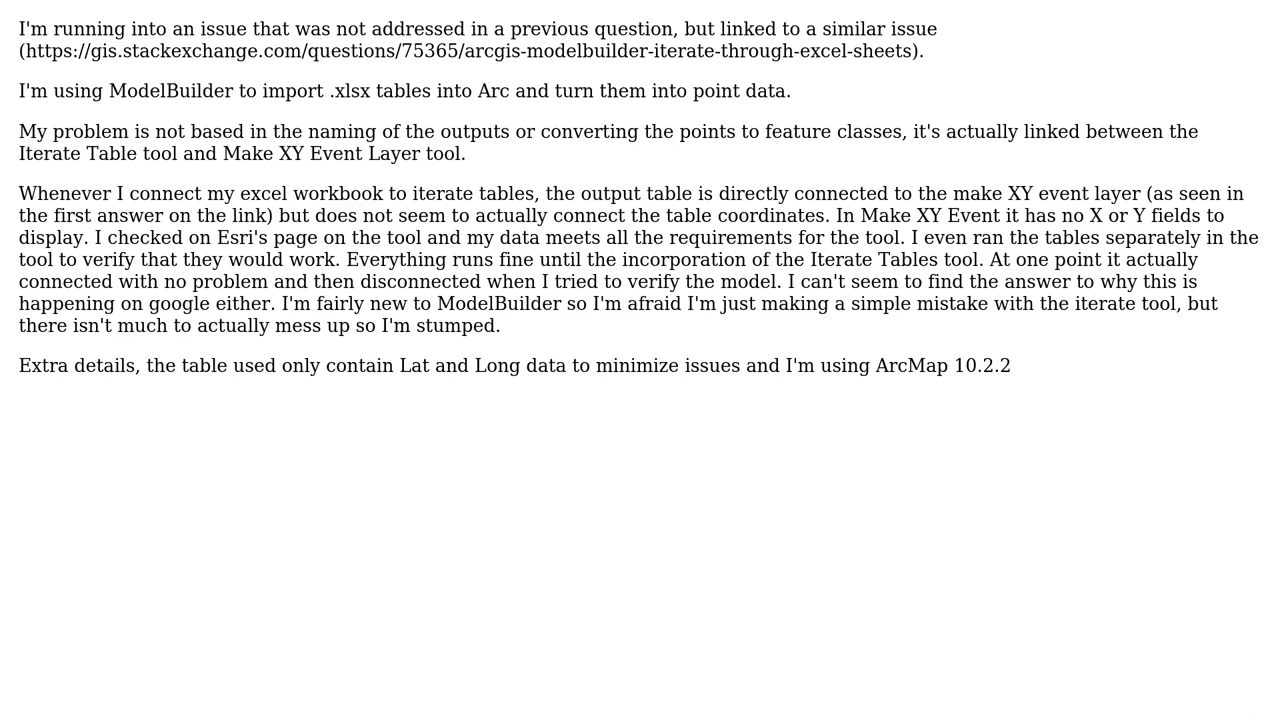 I'm running into an issue that was not addressed in a previous question, but linked to a similar issue
(https://gis.stackexchange.com/questions/75365/arcgis-modelbuilder-iterate-through-excel-sheets).
I'm using ModelBuilder to import .xlsx tables into Arc and turn them into point data.
My problem is not based in the naming of the outputs or converting the points to feature classes, it's actually linked between the
Iterate Table tool and Make XY Event Layer tool.
Whenever I connect my excel workbook to iterate tables, the output table is directly connected to the make XY event layer (as seen in
the first answer on the link) but does not seem to actually connect the table coordinates. In Make XY Event it has no X or Y fields to
display. I checked on Esri's page on the tool and my data meets all the requirements for the tool. I even ran the tables separately in the
tool to verify that they would work. Everything runs fine until the incorporation of the Iterate Tables tool. At one point it actually
connected with no problem and then disconnected when I tried to verify the model. I can't seem to find the answer to why this is
happening on google either. I'm fairly new to ModelBuilder so I'm afraid I'm just making a simple mistake with the iterate tool, but
there isn't much to actually mess up so I'm stumped.
Extra details, the table used only contain Lat and Long data to minimize issues and I'm using ArcMap 10.2.2